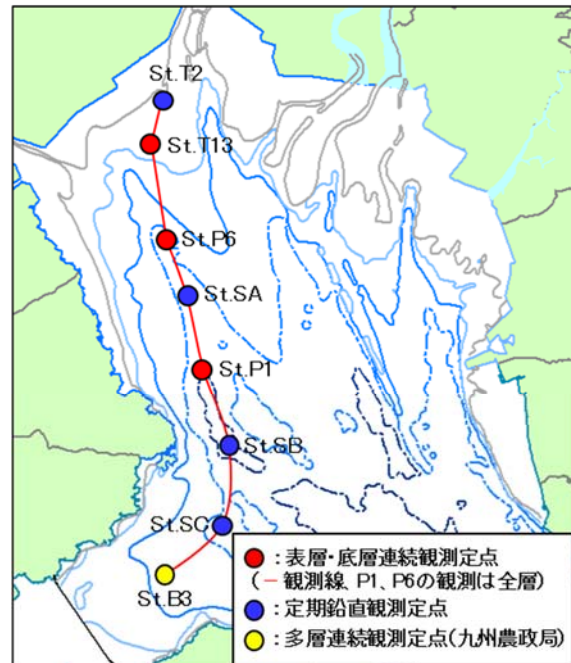 St.T2
St.T13
St.P6
St.SA
St.P1
St.SB
St.SC
St.B3
:表層・底層連続観測定点
(－観測線、P1、P6の観測は全層)
:定期鉛直観測定点
:多層連続観測定点(九州農政局)